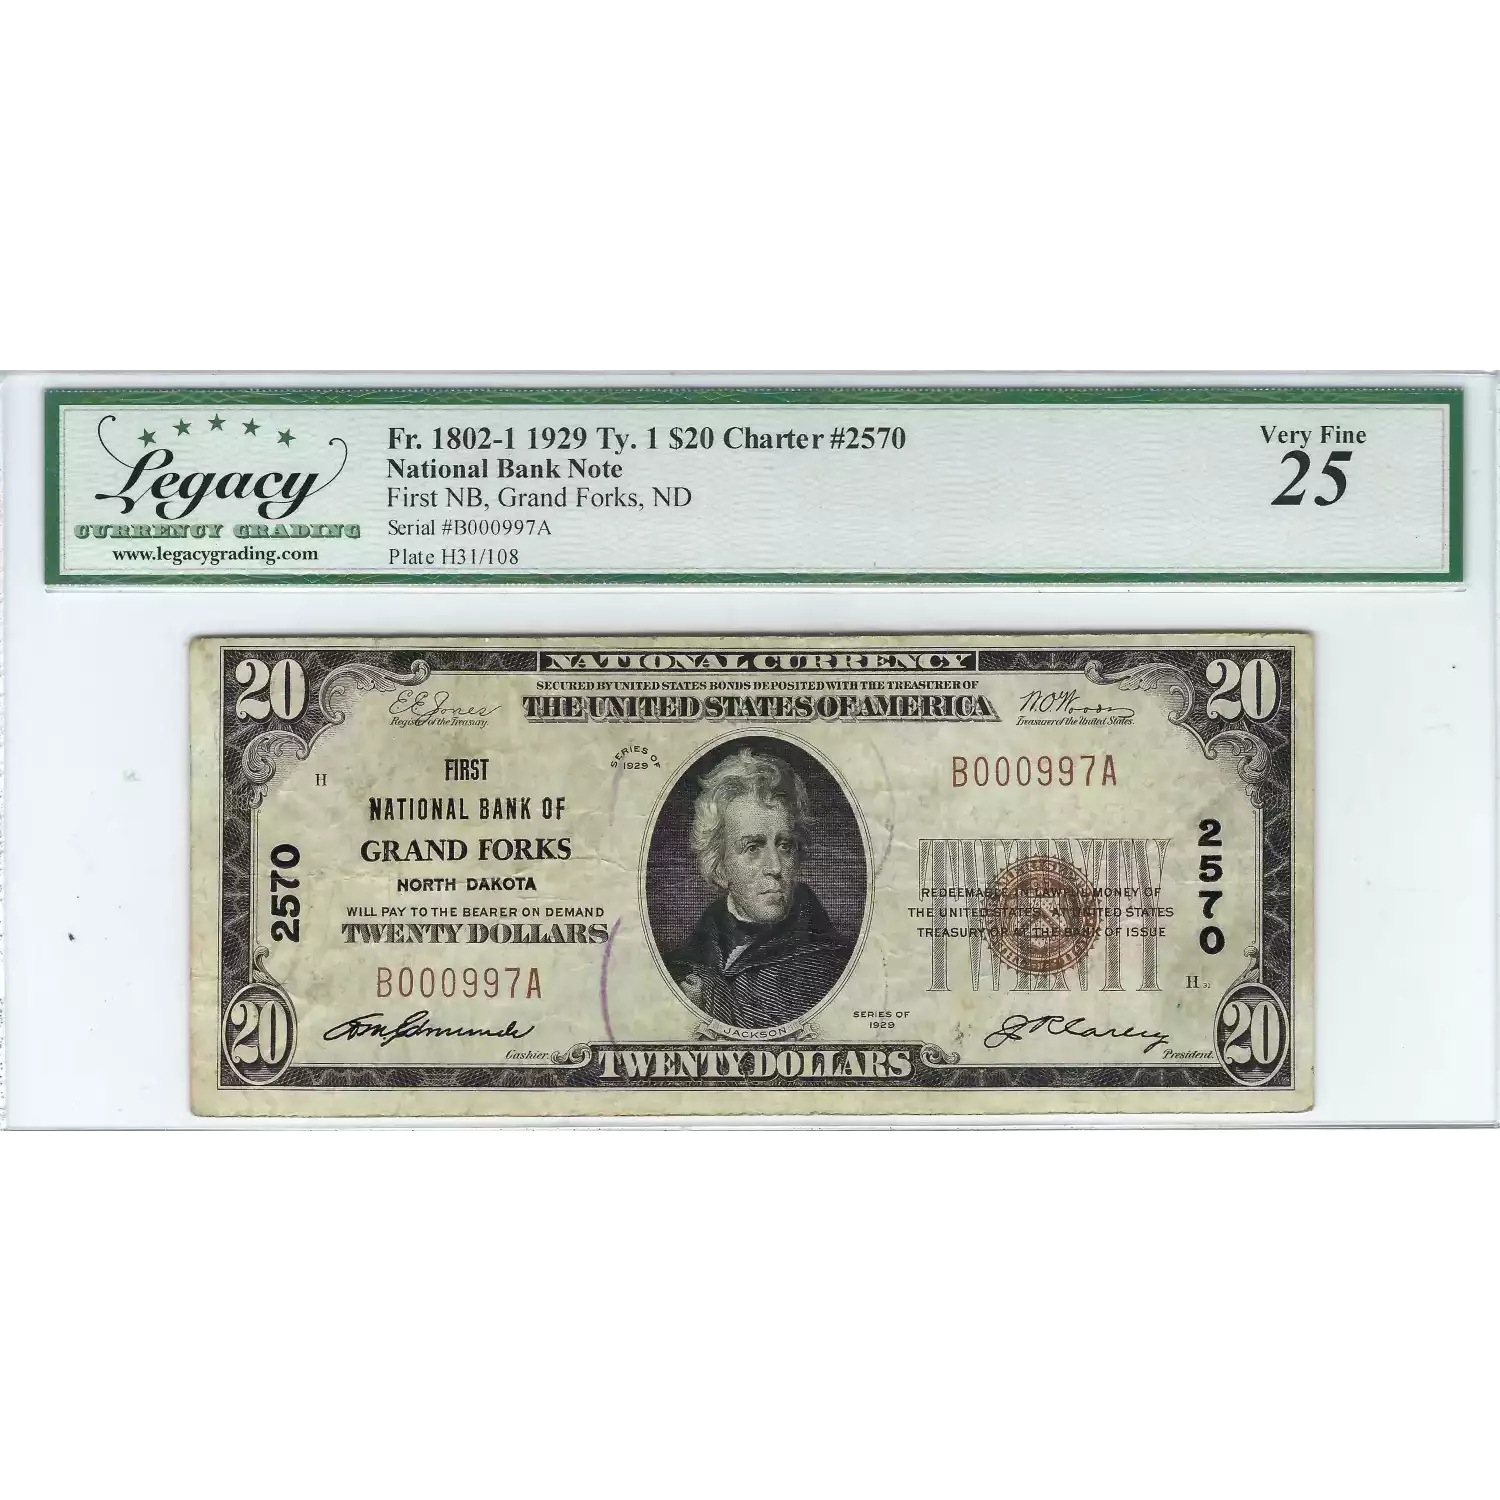 Legacy
CURRENCY GRADING
www.legacygrading.com
Fr. 1802-1 1929 Ty. 1 $20 Charter #2570
National Bank Note
First NB, Grand Forks, ND
Serial #B000997A
Plate H31/108
Very Fine
25
20
NATIONAL CURRENCY
20
SECURED BY UNITED STATES BONDS DEPOSITED WITH THE TREASURER OF
THE UNITED STATES OF AMERICA
E E Jones
Register of the Treasury.
W.O. Woods
Treasurer of the United States.
SERIES OF
1929
H
FIRST
NATIONAL BANK OF
GRAND FORKS
NORTH DAKOTA
WILL PAY TO THE BEARER ON DEMAND
TWENTY DOLLARS
B000997A
2570
B000997A
2570
REDEEMABLE IN LAWFUL MONEY OF
THE UNITED STATES AT UNITED STATES
TREASURY OR AT THE BANK OF ISSUE
TWENTY
H 31
JACKSON
SERIES OF
1929
Cashier.
J R Carley
President.
20
TWENTY DOLLARS
20